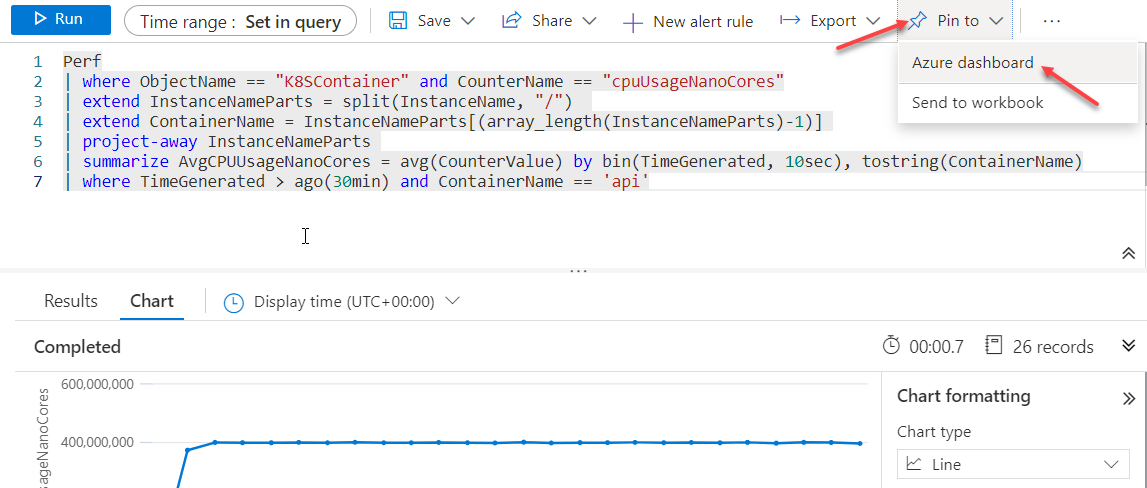 Run
Time range : Set in query
Save
Share
New alert rule
Export
Pin to
...
Azure dashboard
Send to workbook
1 Perf
2 | where ObjectName == "K8SContainer" and CounterName == "cpuUsageNanoCores"
3 | extend InstanceNameParts = split(InstanceName, "/")
4 | extend ContainerName = InstanceNameParts[(array_length(InstanceNameParts)-1)]
5 | project-away InstanceNameParts
6 | summarize AvgCPUUsageNanoCores = avg(CounterValue) by bin(TimeGenerated, 10sec), tostring(ContainerName)
7 | where TimeGenerated > ago(30min) and ContainerName == 'api'
Results
Chart
Display time (UTC+00:00)
Completed
00:00.7
26 records
600,000,000
400,000,000
Chart formatting
Chart type
Line